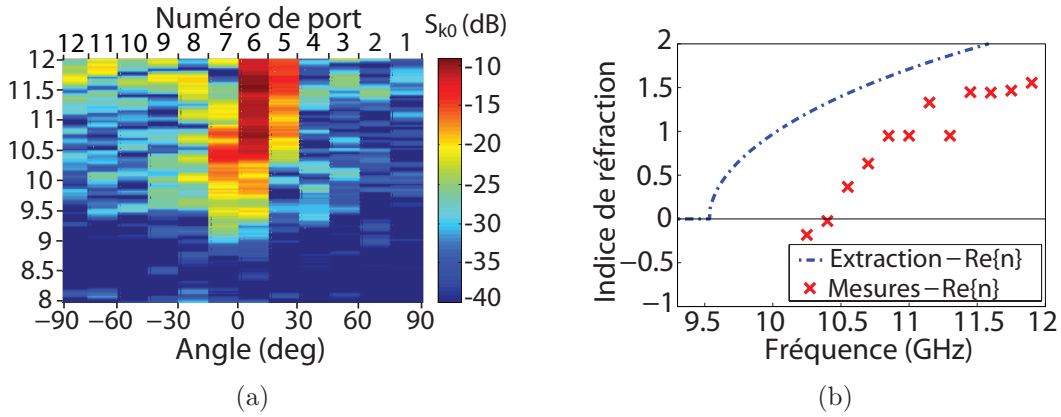 Numéro de port
S_{k0} (dB)
12 11 10 9 8 7 6 5 4 3 2 1
12
11.5
11
10.5
10
9.5
9
8.5
8
-10
-15
-20
-25
-30
-35
-40
−90 −60 −30 0 30 60 90
Angle (deg)
(a)
Indice de réfraction
2
1.5
1
0.5
0
−0.5
−1
Extraction – Re{n}
Mesures – Re{n}
9.5 10 10.5 11 11.5 12
Fréquence (GHz)
(b)